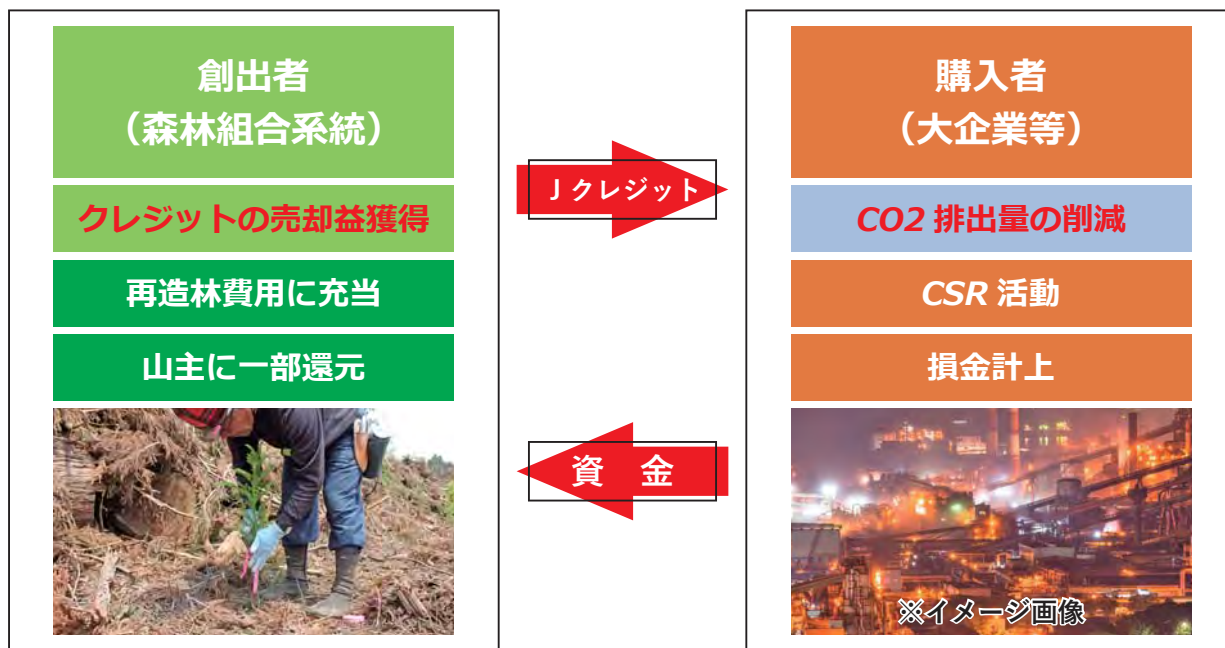 創出者
（森林組合系統）
クレジットの売却益獲得
再造林費用に充当
山主に一部還元
Ｊクレジット
資　金
購入者
（大企業等）
CO2 排出量の削減
CSR 活動
損金計上
※イメージ画像